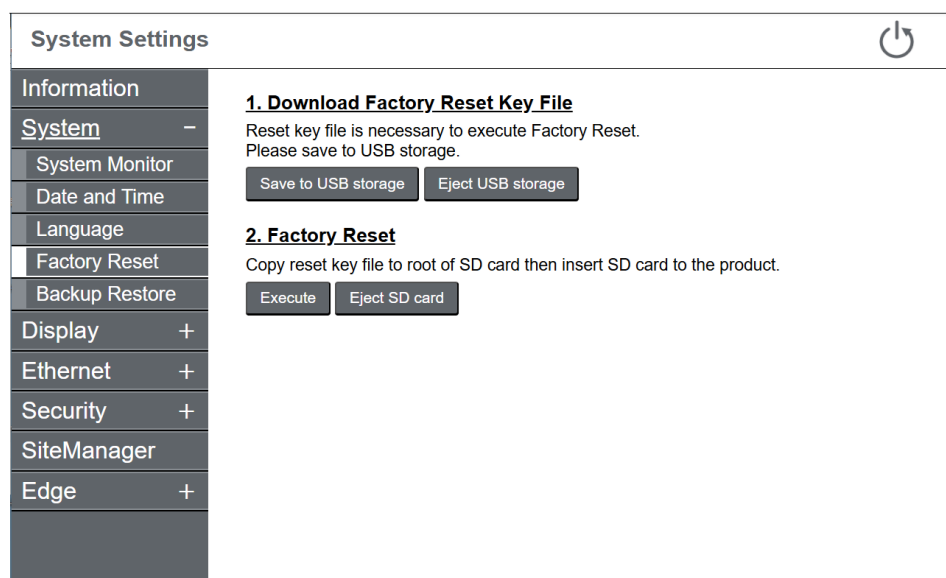 System Settings
Information
System −
System Monitor
Date and Time
Language
Factory Reset
Backup Restore
Display +
Ethernet +
Security +
SiteManager
Edge +
1. Download Factory Reset Key File
Reset key file is necessary to execute Factory Reset.
Please save to USB storage.
Save to USB storage Eject USB storage
2. Factory Reset
Copy reset key file to root of SD card then insert SD card to the product.
Execute Eject SD card